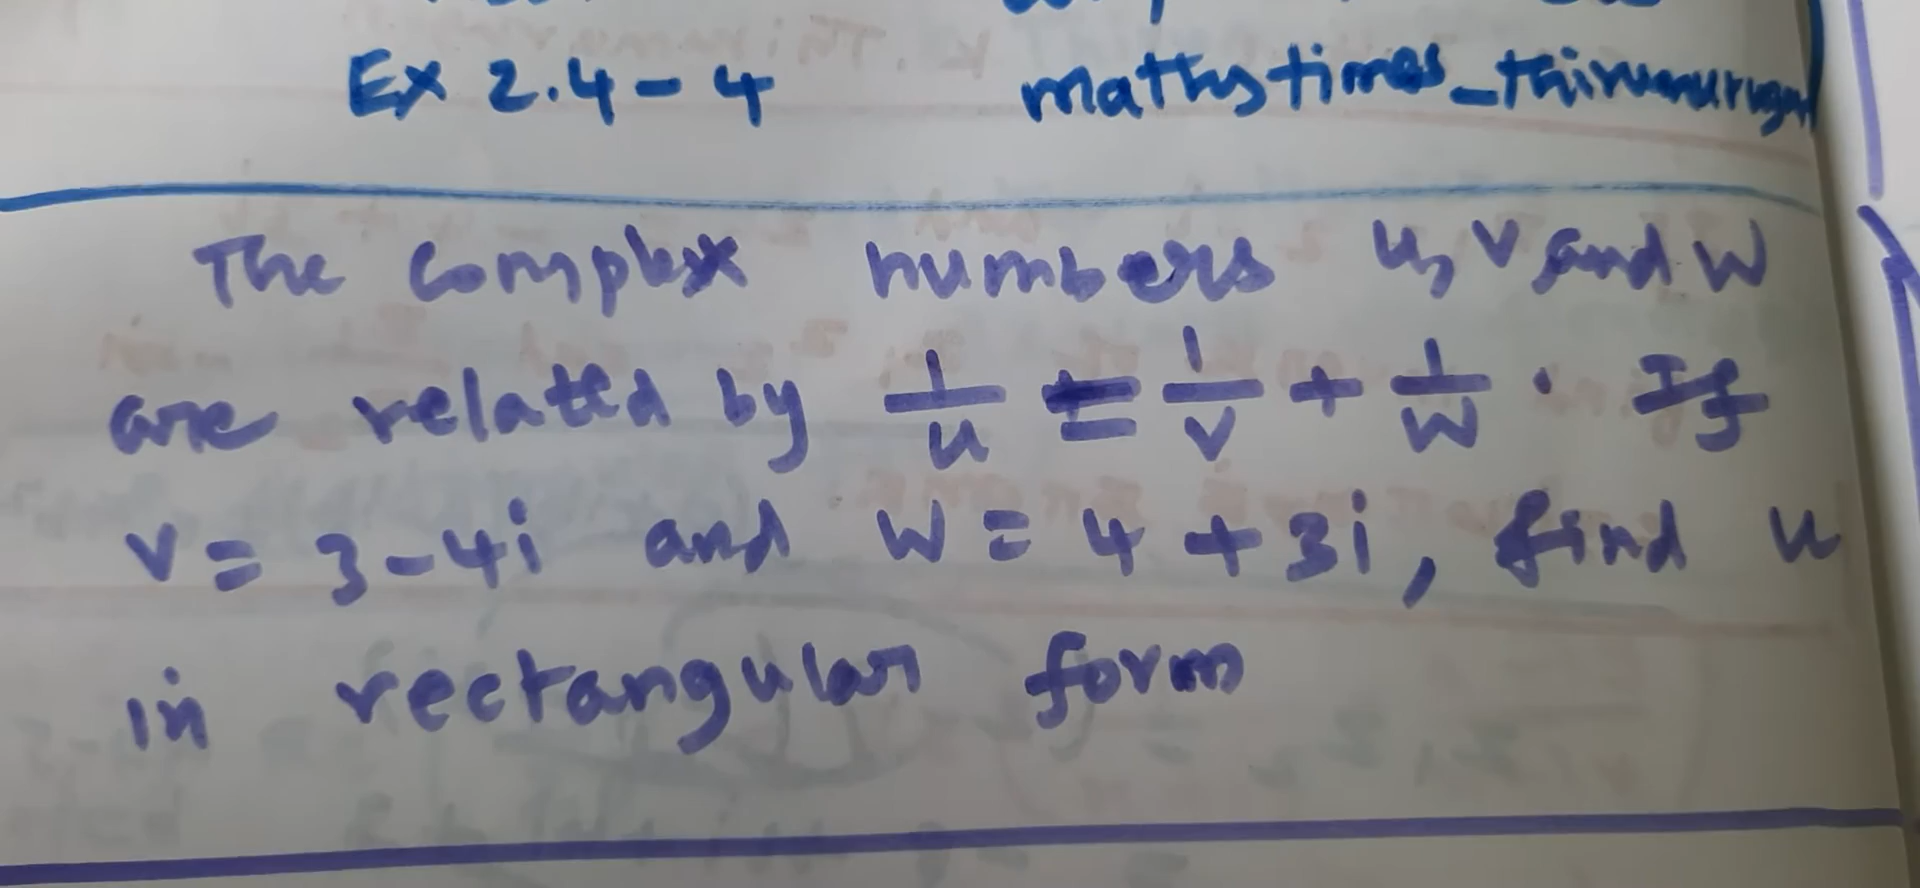 Ex 2.4-4 mathstimes_thirumurugan
The complex numbers u, v and w
are related by 1/u = 1/v + 1/w . If
v = 3-4i and w = 4+3i, find u
in rectangular form